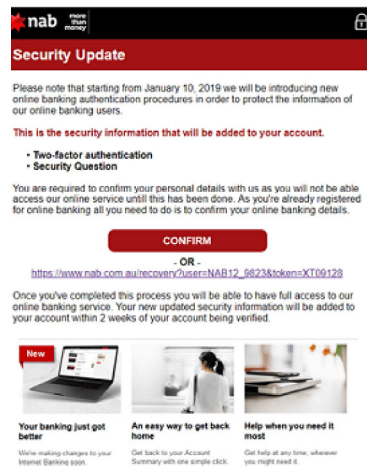 nab more than money
Security Update
Please note that starting from January 10, 2019 we will be introducing new
online banking authentication procedures in order to protect the information of
our online banking users.
This is the security information that will be added to your account.
• Two-factor authentication
• Security Question
You are required to confirm your personal details with us as you will not be able
access our online service untill this has been done. As you're already registered
for online banking all you need to do is to confirm your online banking details.
CONFIRM
- OR -
https://www.nab.com.au/recovery?user=NAB12_9823&token=XT09128
Once you've completed this process you will be able to have full access to our
online banking service. Your new updated security information will be added to
your account within 2 weeks of your account being verified.
New
Your banking just got
better
We're making changes to your
Internet Banking soon.
An easy way to get back
home
Get back to your Account
Summary with one simple click.
Help when you need it
most
Get help at any time, wherever
you might need it.